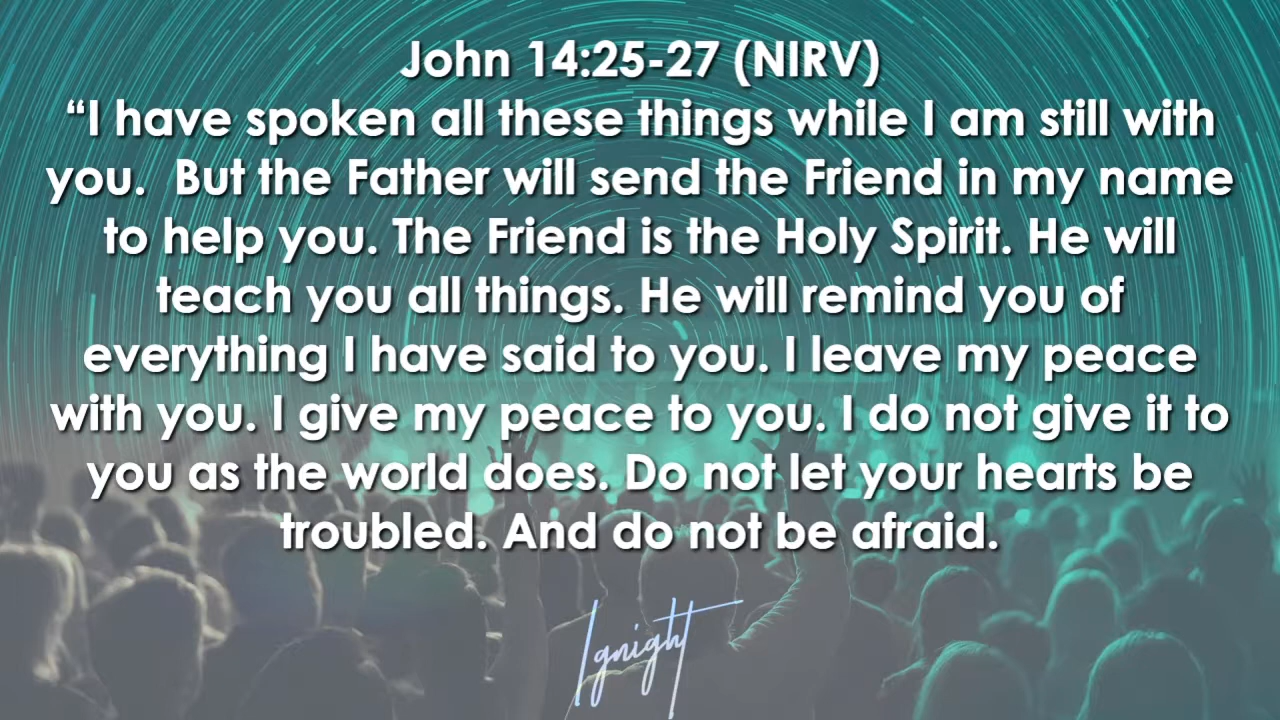 John 14:25-27 (NIRV)
“I have spoken all these things while I am still with
you.  But the Father will send the Friend in my name
to help you. The Friend is the Holy Spirit. He will
teach you all things. He will remind you of
everything I have said to you. I leave my peace
with you. I give my peace to you. I do not give it to
you as the world does. Do not let your hearts be
troubled. And do not be afraid.
Ignight